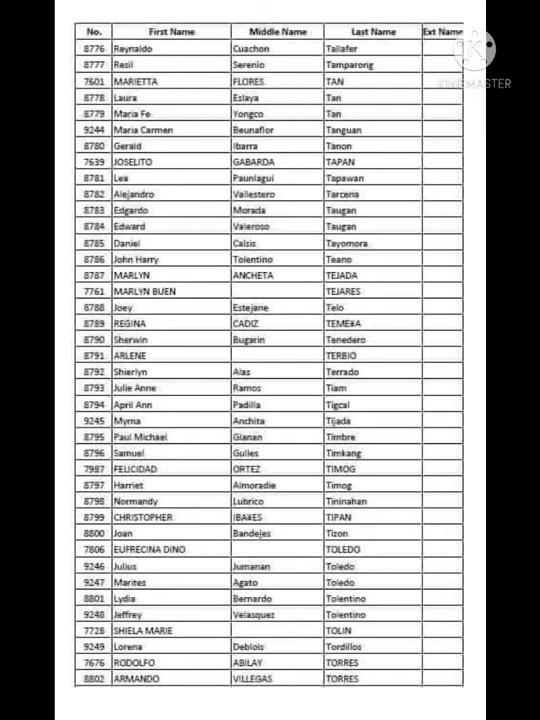 No. First Name Middle Name Last Name Ext Name
8776 Reynaldo Cuachon Tallafer
8777 Resil Serenio Tamparong
7601 MARIETTA FLORES TAN
8778 Laura Eslaya Tan
8779 Maria Fe Yongco Tan
9244 Maria Carmen Beunaflor Tanguan
8780 Gerald Ibarra Tanon
7639 JOSELITO GABARDA TAPAN
8781 Lea Paunlagui Tapawan
8782 Alejandro Vallestero Tarcena
8783 Edgardo Morada Taugan
8784 Edward Valeroso Taugan
8785 Daniel Calsis Tayomora
8786 John Harry Tolentino Teano
8787 MARLYN ANCHETA TEJADA
7761 MARLYN BUEN TEJARES
8788 Joey Estejane Telo
8789 REGINA CADIZ TEME¥A
8790 Sherwin Bugarin Tenedero
8791 ARLENE TERBIO
8792 Shierlyn Alas Terrado
8793 Julie Anne Ramos Tiam
8794 April Ann Padilla Tigcal
9245 Myrna Anchita Tijada
8795 Paul Michael Gianan Timbre
8796 Samuel Gulles Timkang
7987 FELICIDAD ORTEZ TIMOG
8797 Harriet Almoradie Timog
8798 Normandy Lubrico Tininahan
8799 CHRISTOPHER IBA¥ES TIPAN
8800 Joan Bandejes Tizon
7806 EUFRECINA DINO TOLEDO
9246 Julius Jumanan Toledo
9247 Marites Agato Toledo
8801 Lydia Bernardo Tolentino
9248 Jeffrey Velasquez Tolentino
7728 SHIELA MARIE TOLIN
9249 Lorena Deblois Tordillos
7676 RODOLFO ABILAY TORRES
8802 ARMANDO VILLEGAS TORRES
KINEMASTER